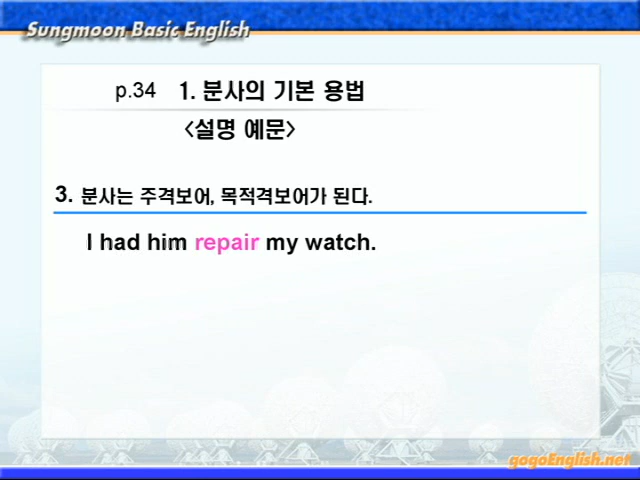 Sungmoon Basic English
p.34 1. 분사의 기본 용법
<설명 예문>
3. 분사는 주격보어, 목적격보어가 된다.
I had him repair my watch.
gogoEnglish.net